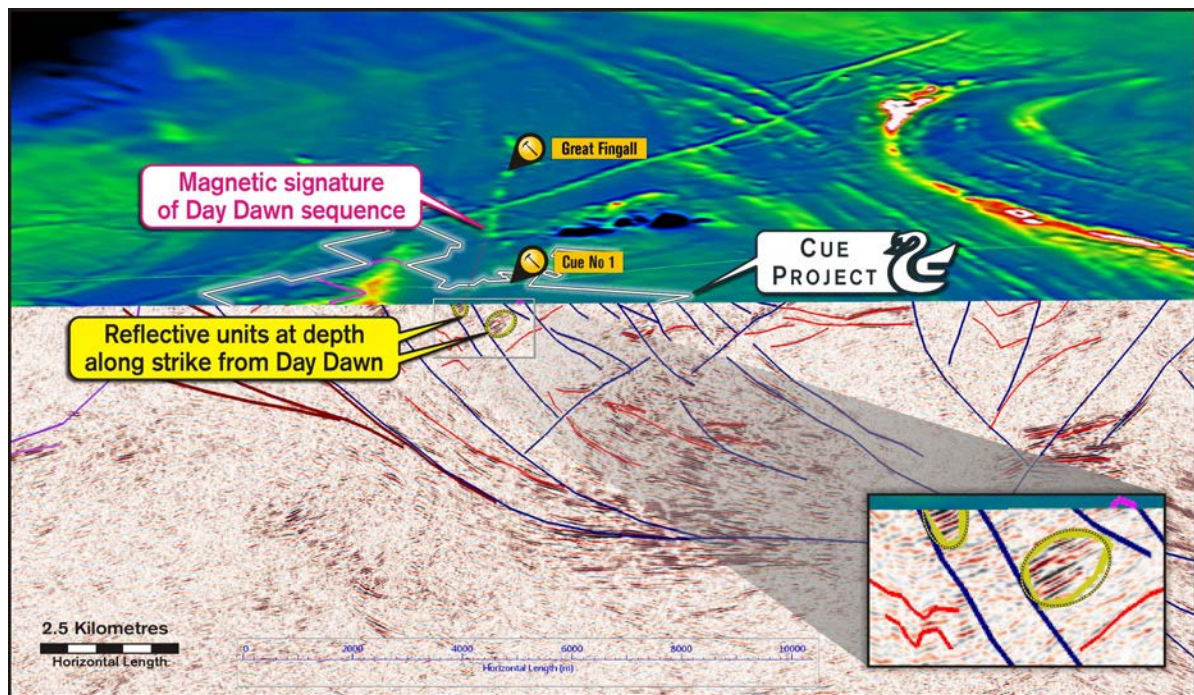 Great Fingall
Magnetic signature
of Day Dawn sequence
Cue No 1
CUE
PROJECT
Reflective units at depth
along strike from Day Dawn
2.5 Kilometres
Horizontal Length
0 2000 4000 6000 8000 10000
Horizontal Length (m)